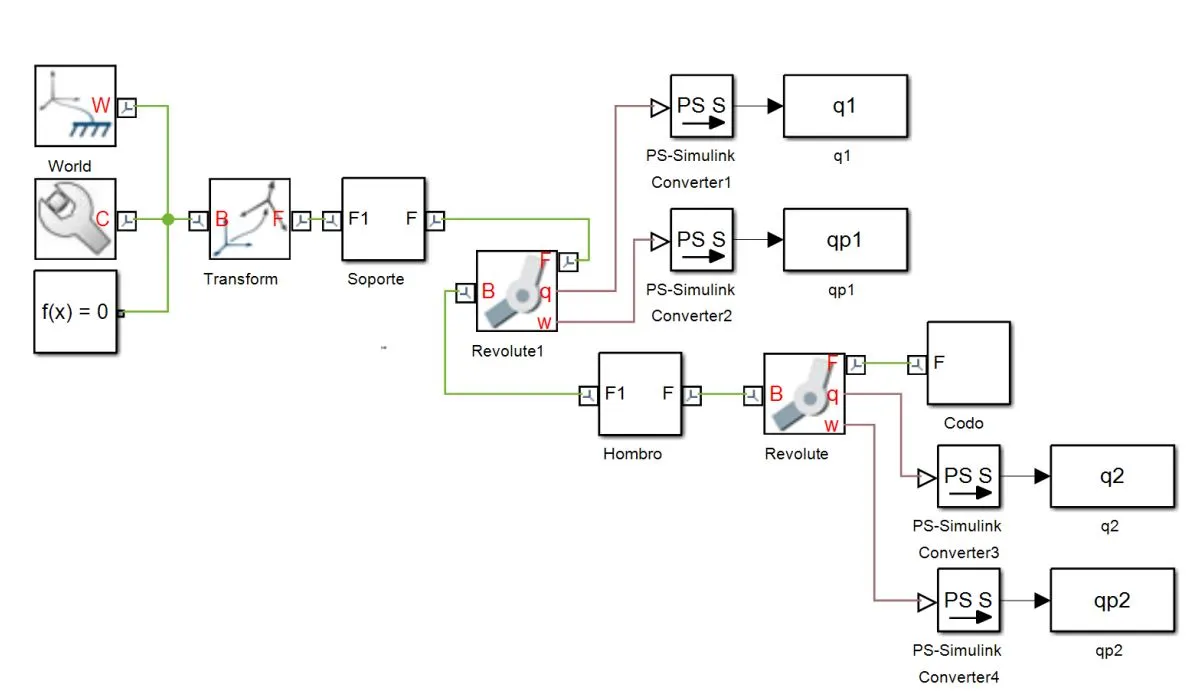 W
World
C
f(x) = 0
B F
Transform
F1 F
Soporte
B F
q
w
Revolute1
PS S
PS-Simulink
Converter1
q1
q1
PS S
PS-Simulink
Converter2
qp1
qp1
F1 F
Hombro
B F
q
w
Revolute
F
Codo
PS S
PS-Simulink
Converter3
q2
q2
PS S
PS-Simulink
Converter4
qp2
qp2